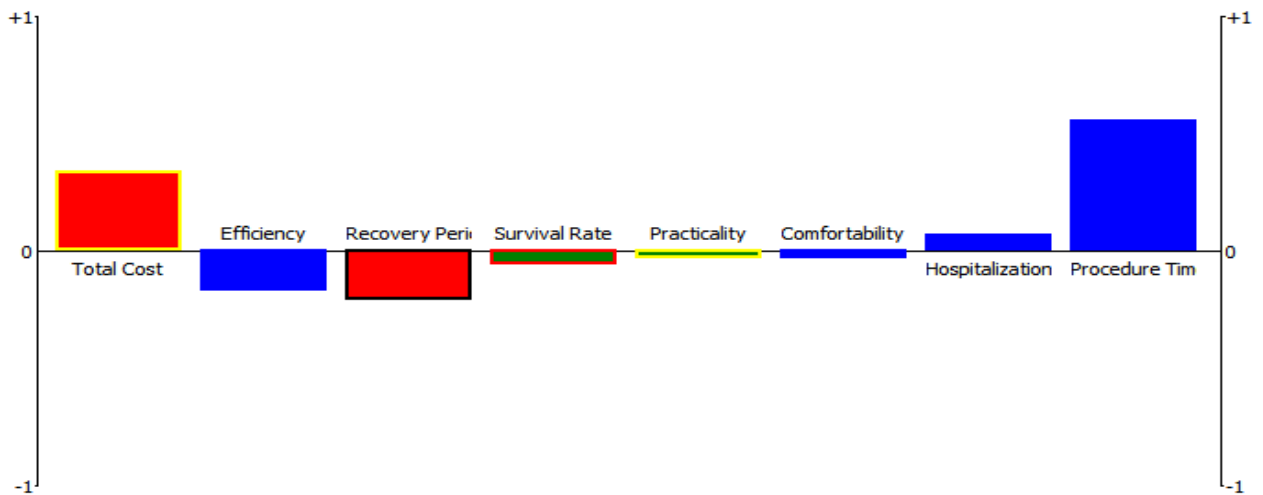 +1 +1
Efficiency Recovery Peri Survival Rate Practicality Comfortability
0 0
Total Cost Hospitalization Procedure Tim
-1 -1